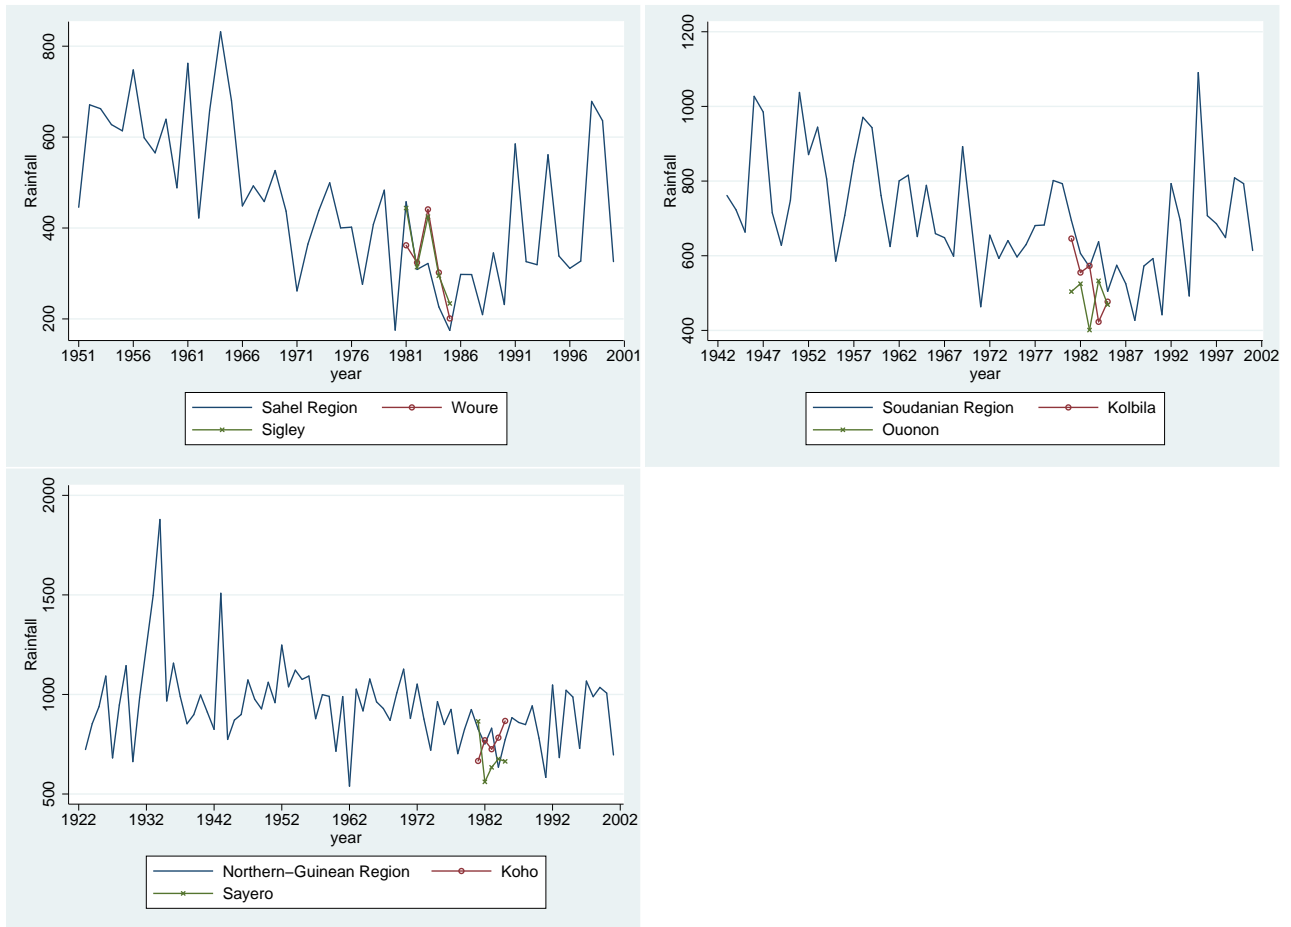 Rainfall
800
600
400
200
1951 1956 1961 1966 1971 1976 1981 1986 1991 1996 2001
year
Sahel Region Woure
Sigley
Rainfall
1200
1000
800
600
400
1942 1947 1952 1957 1962 1967 1972 1977 1982 1987 1992 1997 2002
year
Soudanian Region Kolbila
Ouonon
Rainfall
2000
1500
1000
500
1922 1932 1942 1952 1962 1972 1982 1992 2002
year
Northern−Guinean Region Koho
Sayero